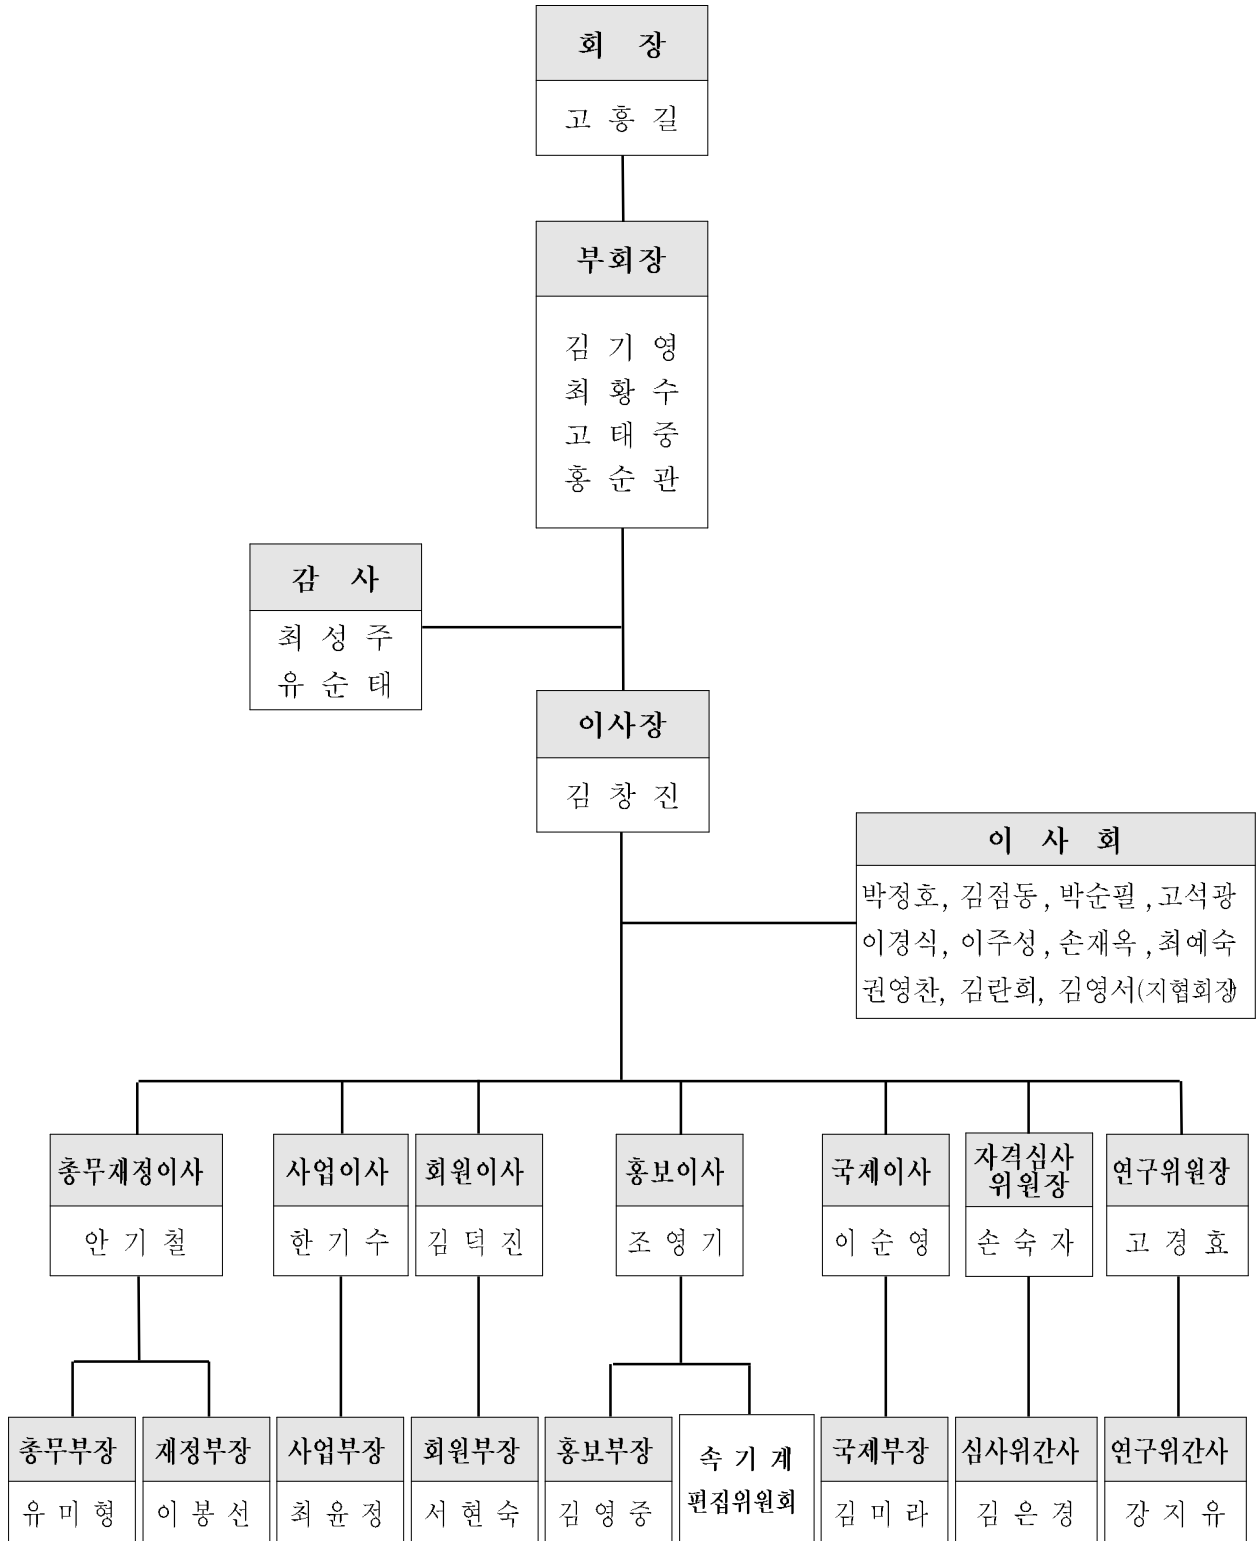 회 장
고 흥 길
부회장
김 기 영
최 황 수
고 태 중
홍 순 관
감 사
최 성 주
유 순 태
이사장
김 창 진
이 사 회
박정호, 김점동, 박순필, 고석광
이경식, 이주성, 손재옥, 최예숙
권영찬, 김란희, 김영서(지협회장)
총무재정이사
안 기 철
사업이사
한 기 수
회원이사
김 덕 진
홍보이사
조 영 기
국제이사
이 순 영
자격심사
위원장
손 숙 자
연구위원장
고 경 효
총무부장
유 미 형
재정부장
이 봉 선
사업부장
최 윤 정
회원부장
서 현 숙
홍보부장
김 영 중
속 기 계
편집위원회
국제부장
김 미 라
심사위간사
김 은 경
연구위간사
강 지 유